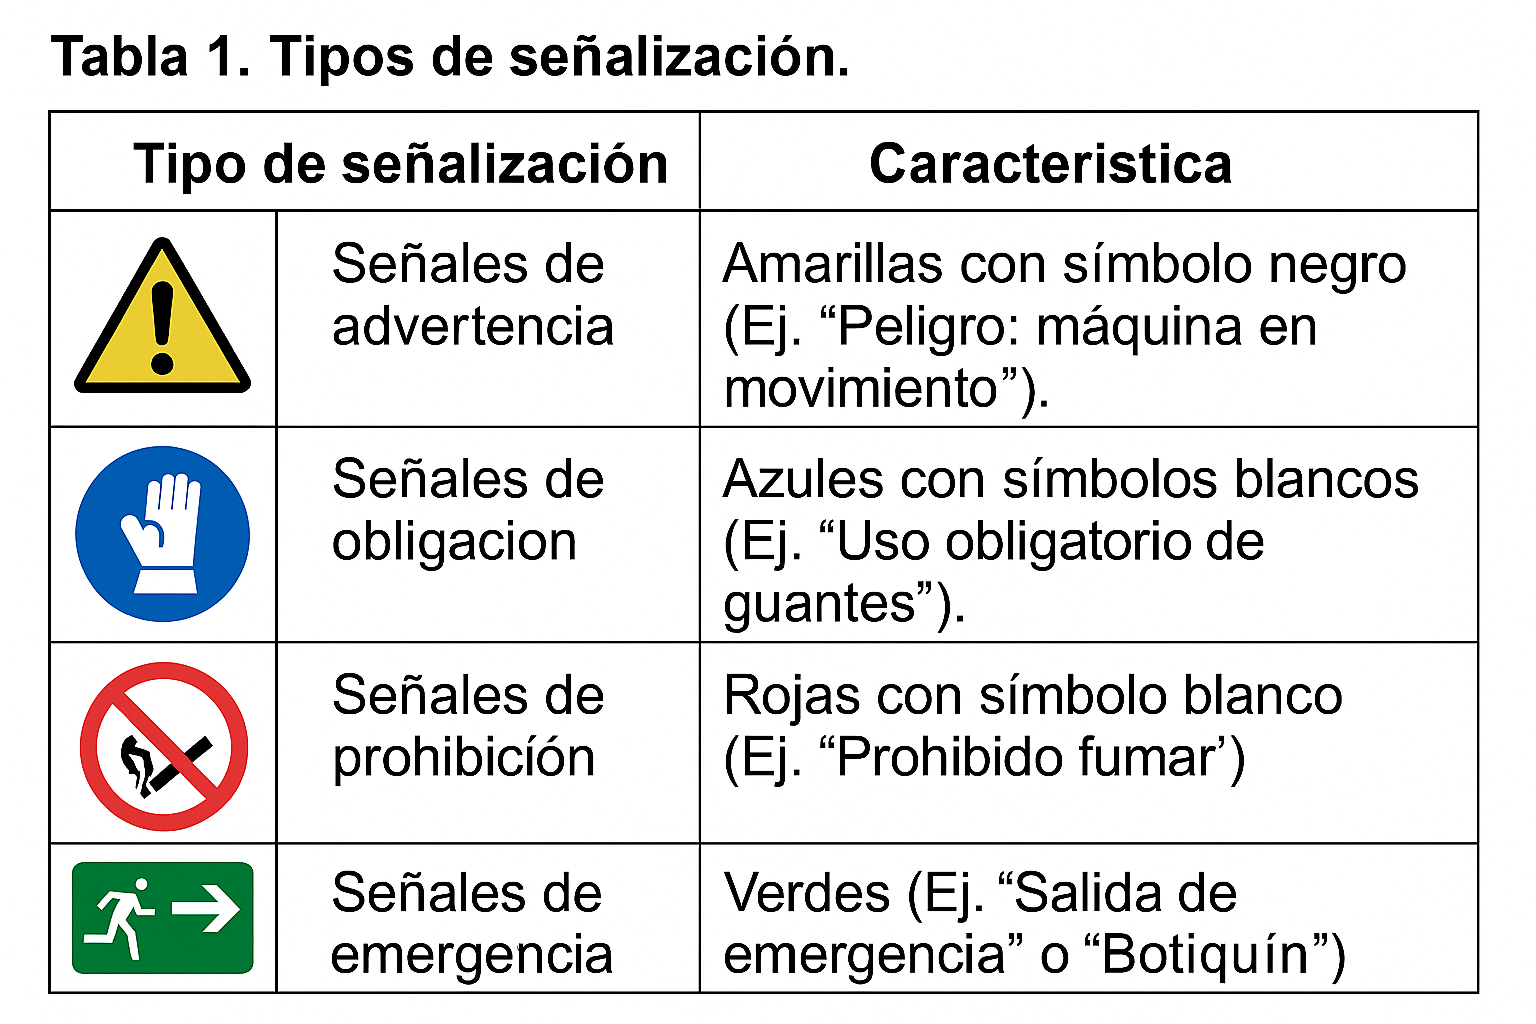 Tabla 1. Tipos de señalización.
Tipo de señalización
Caracteristica
Señales de
advertencia
Amarillas con símbolo negro
(Ej. “Peligro: máquina en
movimiento”).
Señales de
obligacion
Azules con símbolos blancos
(Ej. “Uso obligatorio de
guantes”).
Señales de
prohibicíón
Rojas con símbolo blanco
(Ej. “Prohibido fumar’)
Señales de
emergencia
Verdes (Ej. “Salida de
emergencia” o “Botiquín”)